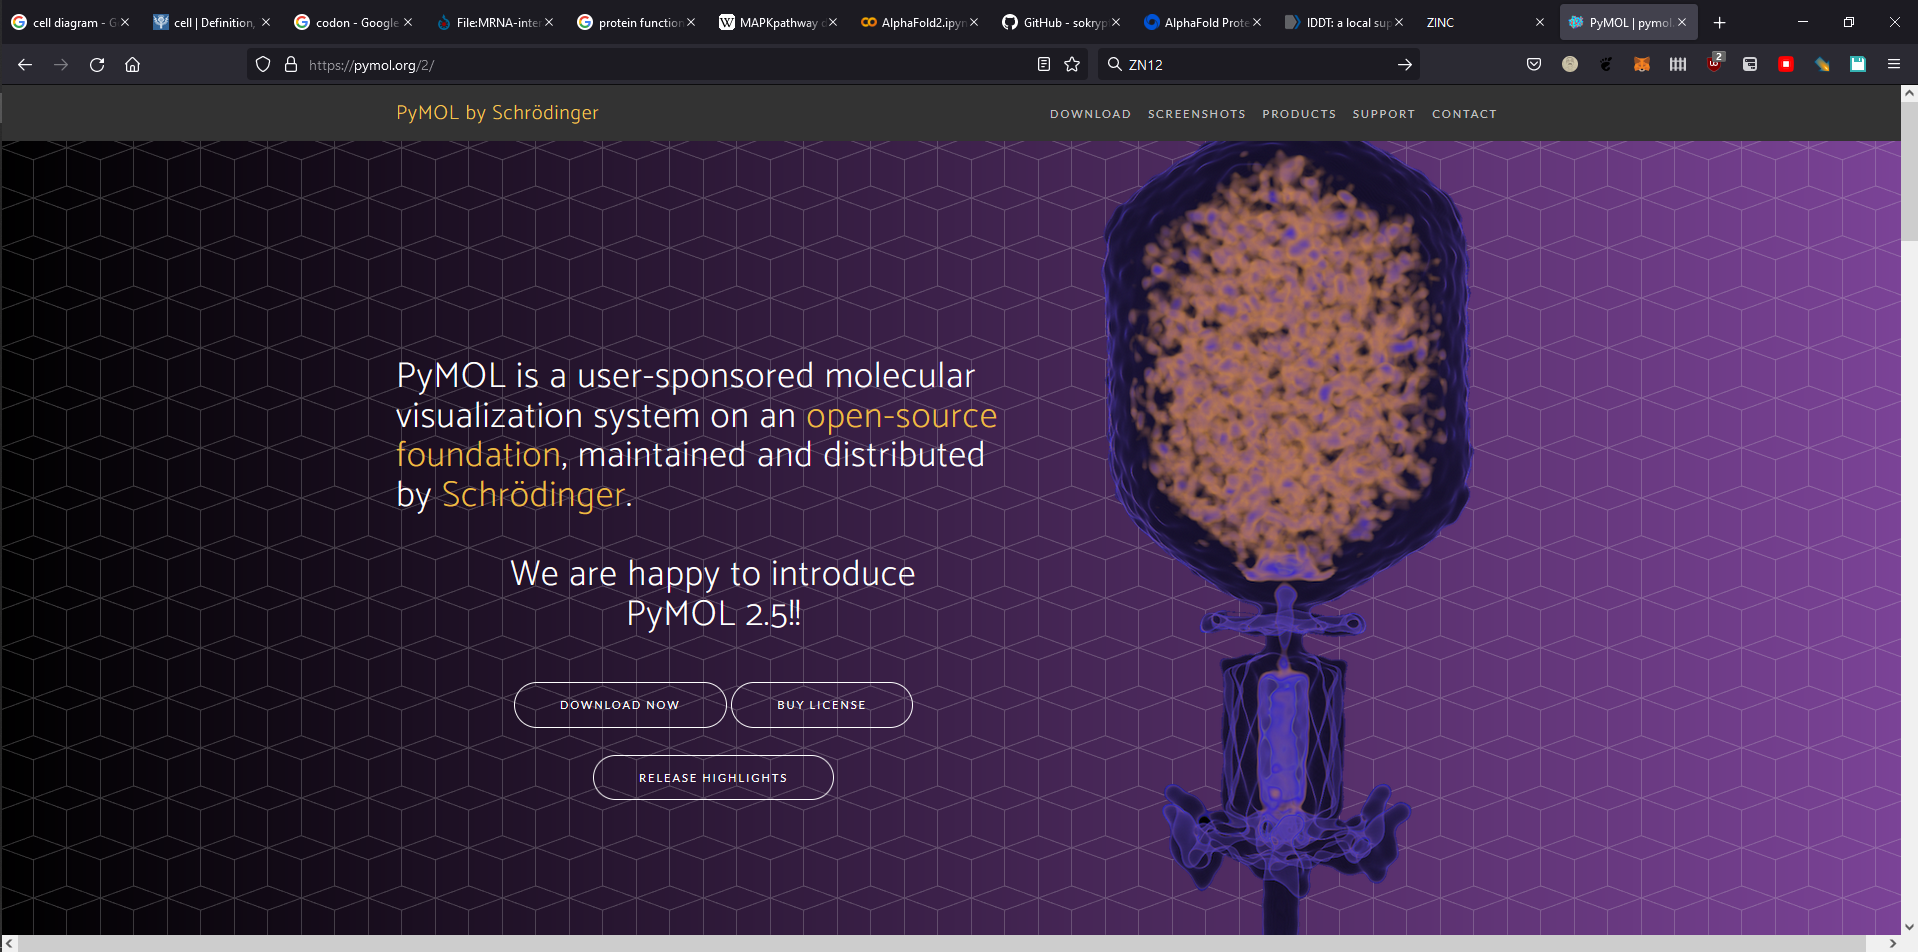 cell diagram - G
cell | Definition,
codon - Google
File:MRNA-inte
protein function
MAPKpathway d
AlphaFold2.ipyn
GitHub - sokryp
AlphaFold Prote
lDDT: a local sup
ZINC
PyMOL | pymol.
https://pymol.org/2/
ZN12
2
PyMOL by Schrödinger
DOWNLOAD SCREENSHOTS PRODUCTS SUPPORT CONTACT
PyMOL is a user-sponsored molecular
visualization system on an open-source
foundation, maintained and distributed
by Schrödinger.
We are happy to introduce
PyMOL 2.5!!
DOWNLOAD NOW
BUY LICENSE
RELEASE HIGHLIGHTS